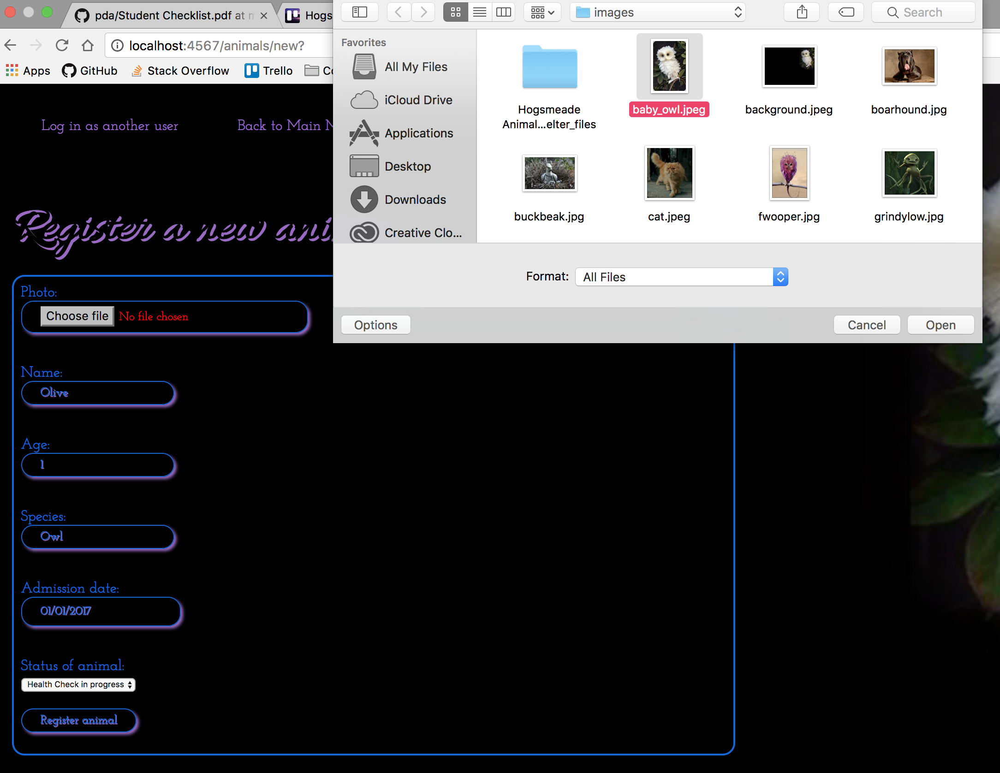 pda/Student Checklist.pdf at m
Hogs
localhost:4567/animals/new?
Apps
GitHub
Stack Overflow
Trello
Log in as another user
Back to Main M
Register a new ani
Photo:
Choose file
No file chosen
Name:
Olive
Age:
1
Species:
Owl
Admission date:
01/01/2017
Status of animal:
Health Check in progress
Register animal
images
Search
Favorites
All My Files
iCloud Drive
Applications
Desktop
Downloads
Creative Clo...
Hogsmeade
Animal...elter_files
baby_owl.jpeg
background.jpeg
boarhound.jpg
buckbeak.jpg
cat.jpeg
fwooper.jpg
grindylow.jpg
Format:
All Files
Options
Cancel
Open